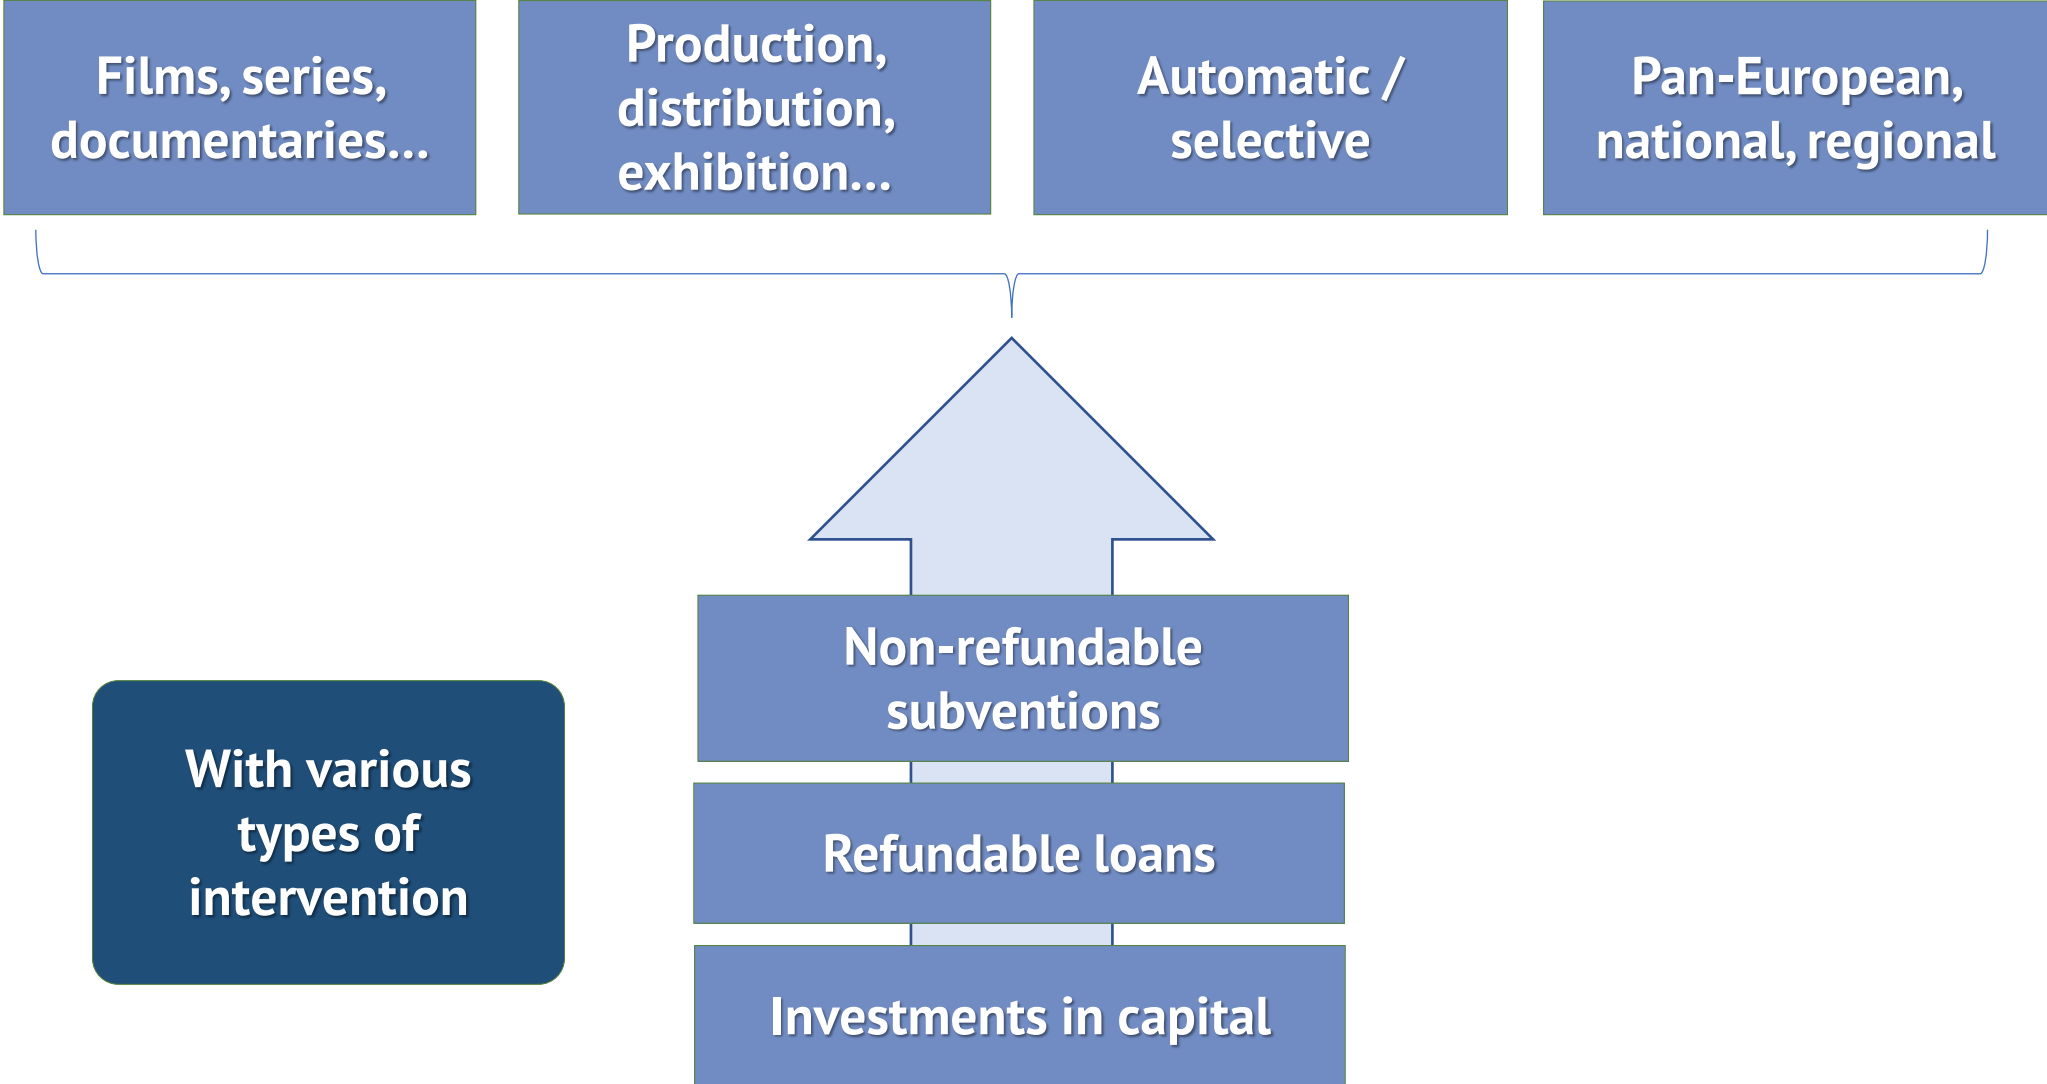 Films, series,
documentaries...
Production,
distribution,
exhibition...
Automatic /
selective
Pan-European,
national, regional
Non-refundable
subventions
With various
types of
intervention
Refundable loans
Investments in capital